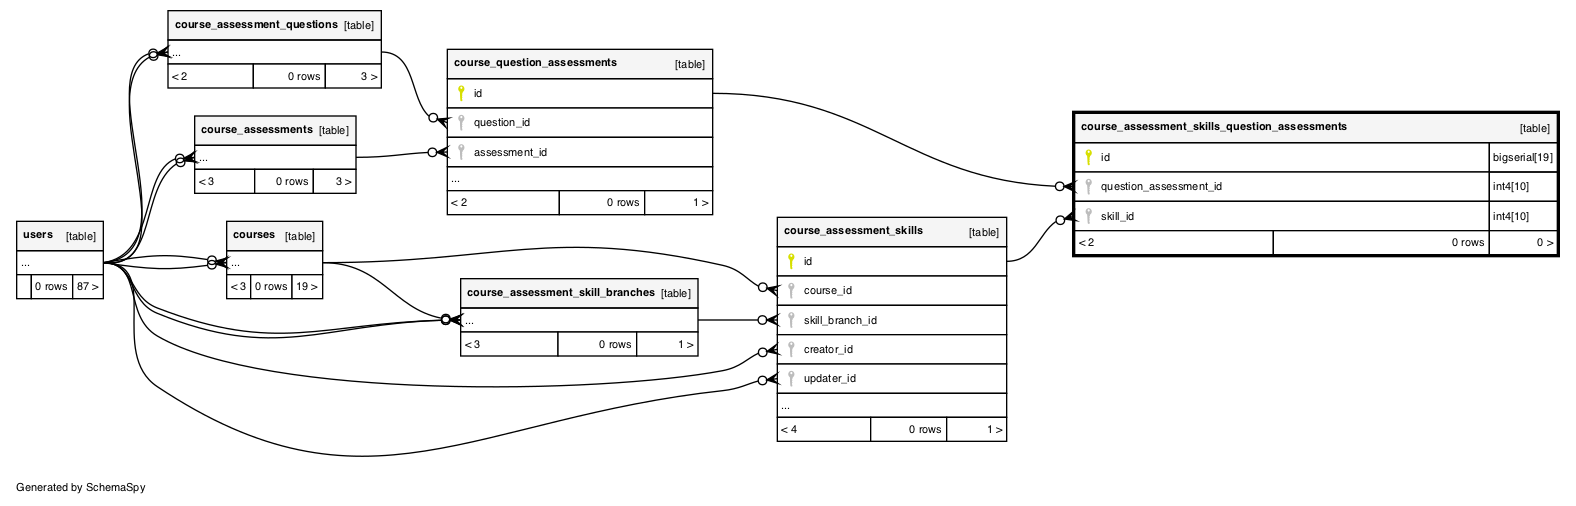 course_assessment_questions [table]
...
< 2 0 rows 3 >
course_assessments [table]
...
< 3 0 rows 3 >
users [table]
...
0 rows 87 >
courses [table]
...
< 3 0 rows 19 >
course_question_assessments [table]
id
question_id
assessment_id
...
< 2 0 rows 1 >
course_assessment_skill_branches [table]
...
< 3 0 rows 1 >
course_assessment_skills [table]
id
course_id
skill_branch_id
creator_id
updater_id
...
< 4 0 rows 1 >
course_assessment_skills_question_assessments [table]
id bigserial[19]
question_assessment_id int4[10]
skill_id int4[10]
< 2 0 rows 0 >
Generated by SchemaSpy